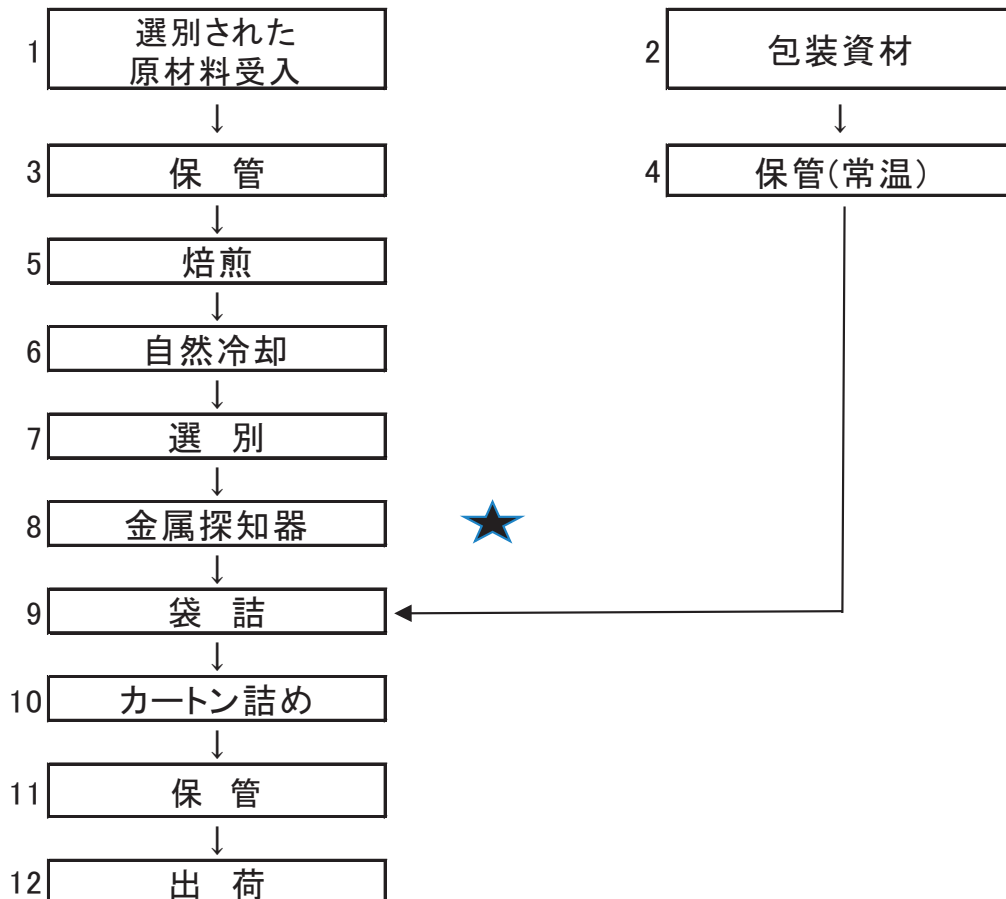 1 選別された
原材料受入
2 包装資材
↓ ↓
3 保 管
4 保管(常温)
↓
5 焙煎
↓
6 自然冷却
↓
7 選 別
↓
8 金属探知器 ★
↓
9 袋 詰
↓
10 カートン詰め
↓
11 保 管
↓
12 出 荷